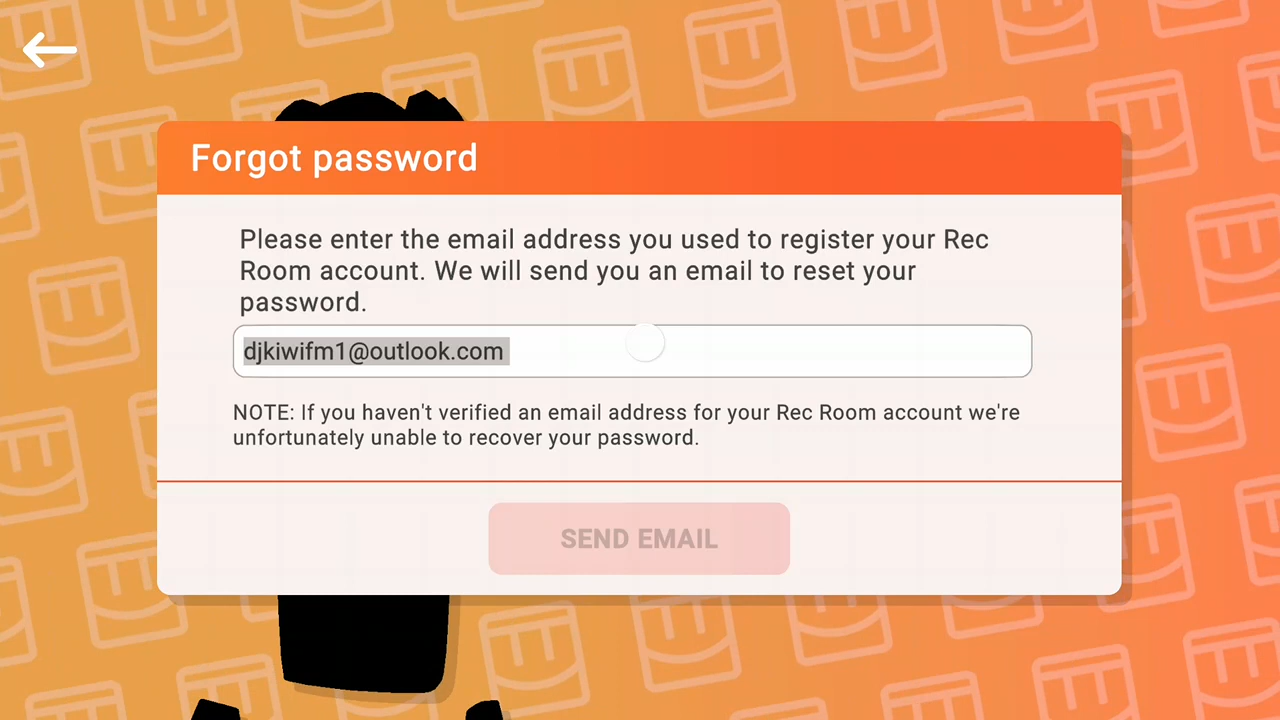 Forgot password
Please enter the email address you used to register your Rec
Room account. We will send you an email to reset your
password.
djkiwifm1@outlook.com
NOTE: If you haven't verified an email address for your Rec Room account we're
unfortunately unable to recover your password.
SEND EMAIL